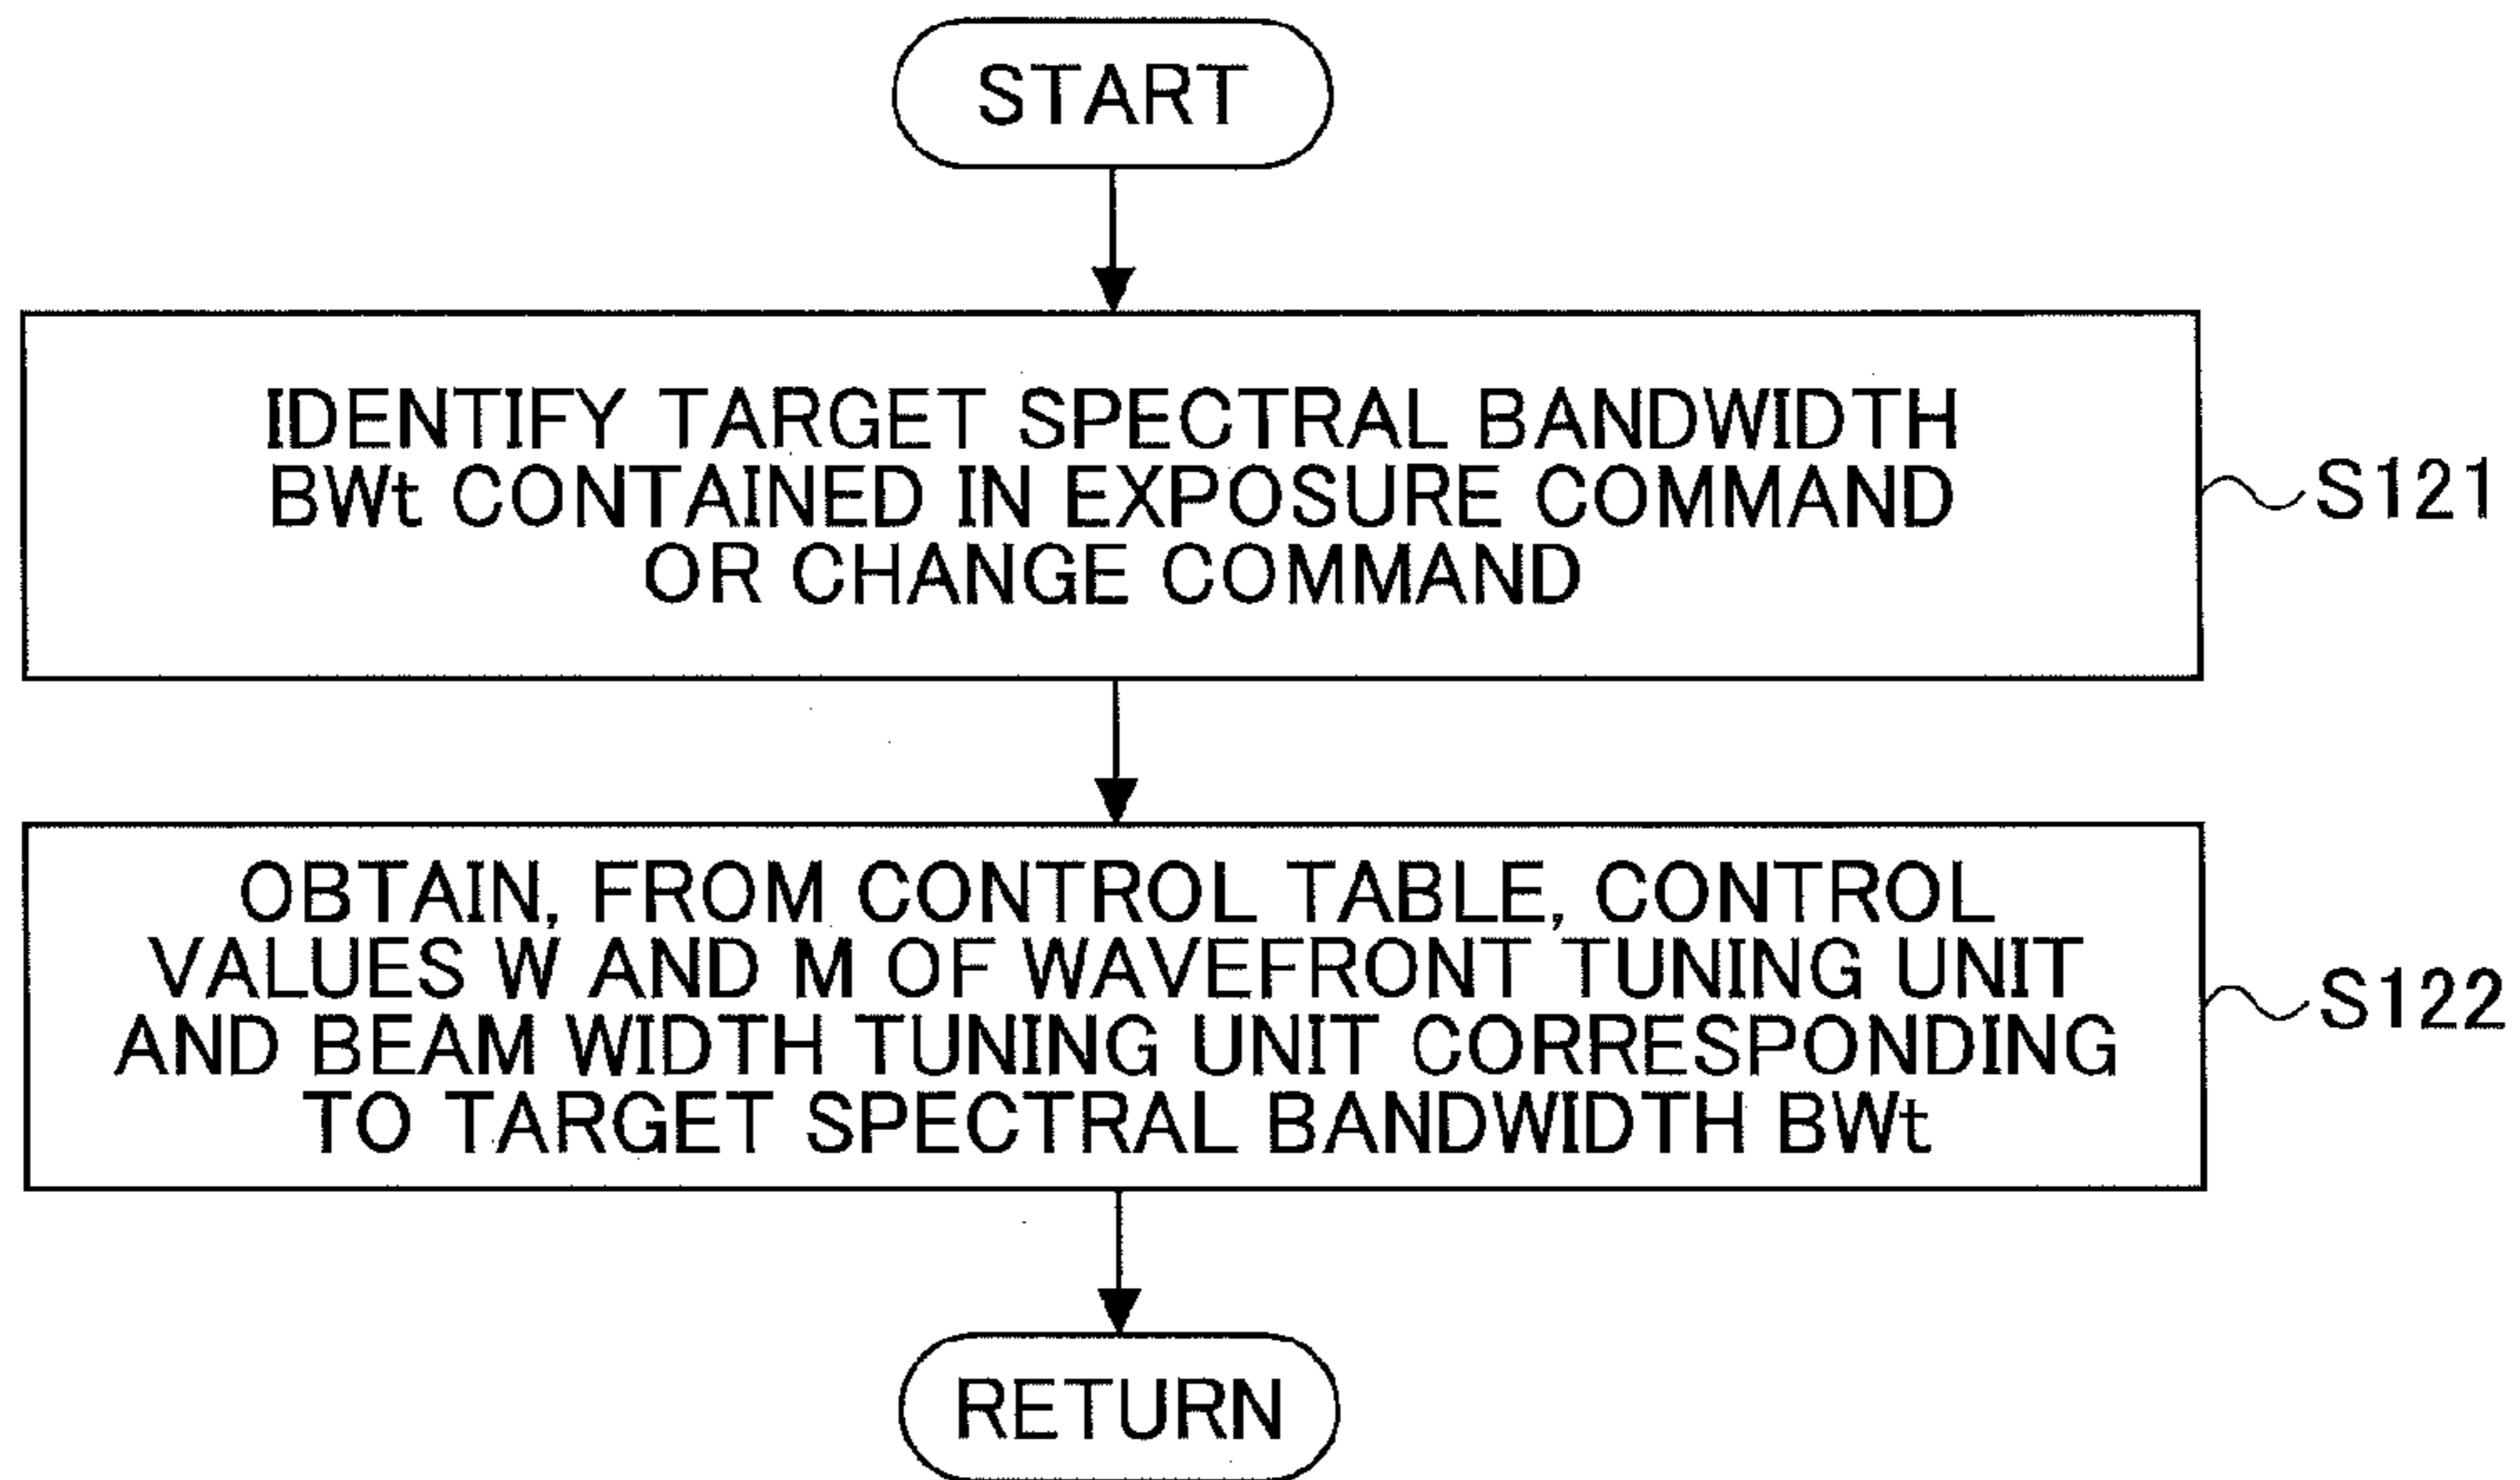 START
IDENTIFY TARGET SPECTRAL BANDWIDTH
BWt CONTAINED IN EXPOSURE COMMAND
OR CHANGE COMMAND
S121
OBTAIN, FROM CONTROL TABLE, CONTROL
VALUES W AND M OF WAVEFRONT TUNING UNIT
AND BEAM WIDTH TUNING UNIT CORRESPONDING
TO TARGET SPECTRAL BANDWIDTH BWt
S122
RETURN